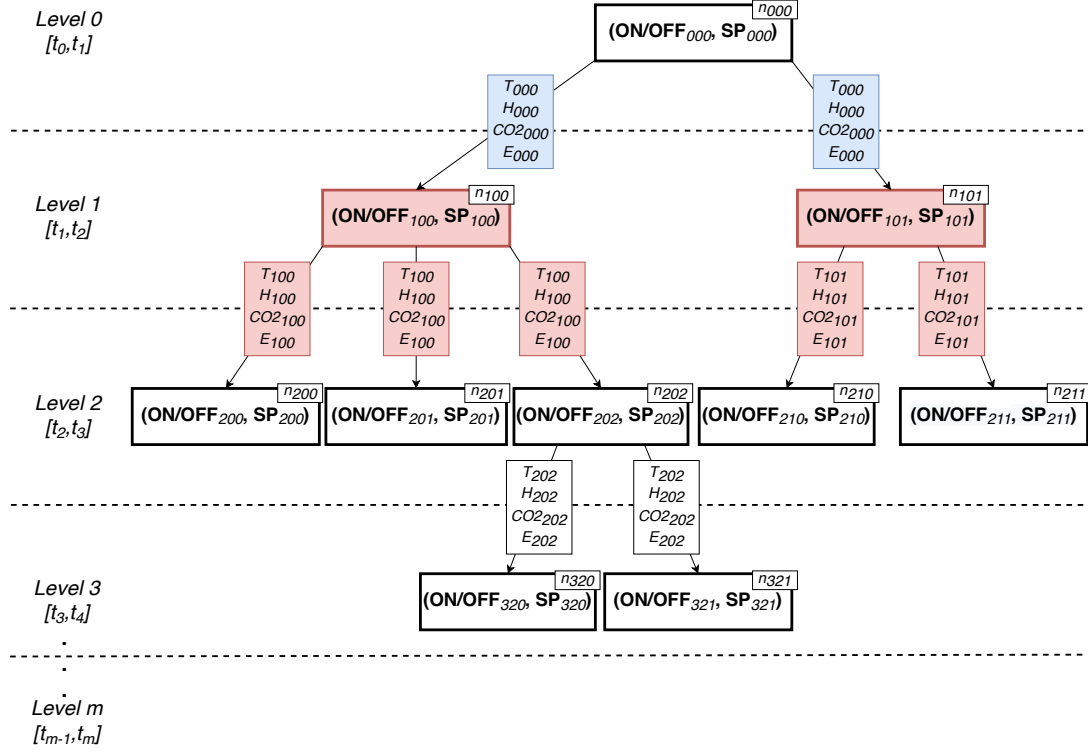 Level 0
[t0,t1]
n000
(ON/OFF000, SP000)
T000
H000
CO2000
E000
T000
H000
CO2000
E000
Level 1
[t1,t2]
n100
(ON/OFF100, SP100)
n101
(ON/OFF101, SP101)
T100
H100
CO2100
E100
T100
H100
CO2100
E100
T100
H100
CO2100
E100
T101
H101
CO2101
E101
T101
H101
CO2101
E101
Level 2
[t2,t3]
n200
(ON/OFF200, SP200)
n201
(ON/OFF201, SP201)
n202
(ON/OFF202, SP202)
n210
(ON/OFF210, SP210)
n211
(ON/OFF211, SP211)
T202
H202
CO2202
E202
T202
H202
CO2202
E202
Level 3
[t3,t4]
n320
(ON/OFF320, SP320)
n321
(ON/OFF321, SP321)
.
.
.
Level m
[tm-1,tm]